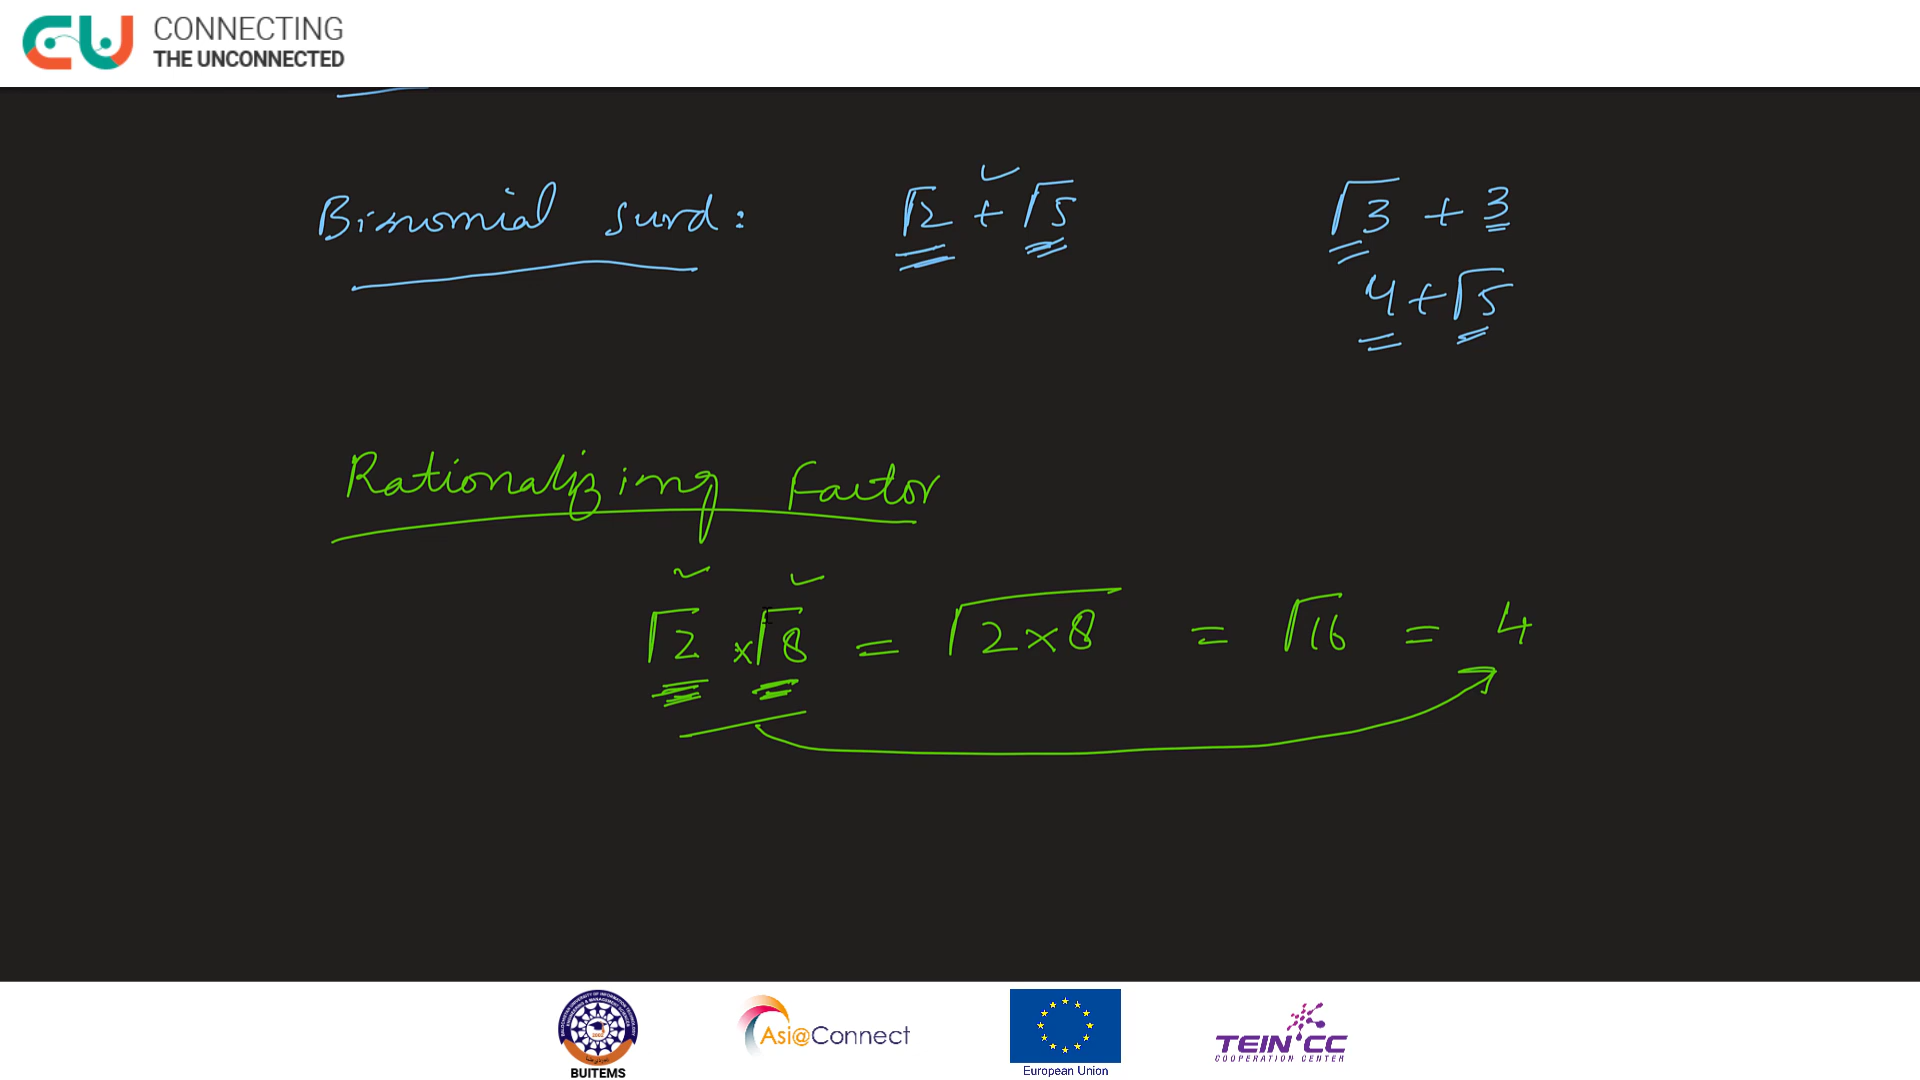 CONNECTING
THE UNCONNECTED
Binomial surd: √2 + √5 √3 + 3
4 + √5
Rationalizing Factor
√2 × √8 = √2×8 = √16 = 4
Asi@Connect
TEIN*CC
COOPERATION CENTER
European Union
BUITEMS